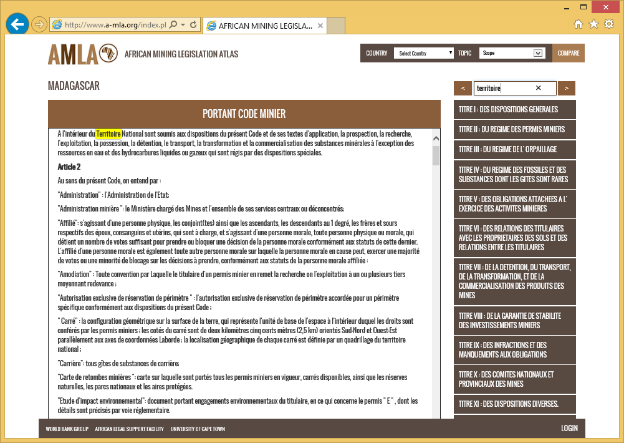 http://www.a-mla.org/index.pl
AFRICAN MINING LEGISLA...
AMLA AFRICAN MINING LEGISLATION ATLAS
COUNTRY Select Country TOPIC Scope COMPARE
MADAGASCAR
< territoire × >
PORTANT CODE MINIER
A l'intérieur du Territoire National sont soumis aux dispositions du présent Code et de ses textes d'application, la prospection, la recherche,
l'exploitation, la possession, la détention, le transport, la transformation et la commercialisation des substances minérales à l'exception des
ressources en eau et des hydrocarbures liquides ou gazeux qui sont régis par des dispositions spéciales.
Article 2
Au sens du présent Code, on entend par :
"Administration" : l'Administration de l'Etat;
"Administration minière" : le Ministère chargé des Mines et l'ensemble de ses services centraux ou déconcentrés.
"Affilié": s'agissant d'une personne physique, les conjoint(tes) ainsi que les ascendants, les descendants au 1 degré, les frères et sours
respectifs des époux, consanguins et utérins, qui sont à charge, et s'agissant d'une personne morale, toute personne physique ou morale, qui
détient un nombre de votes suffisant pour prendre ou bloquer une décision de la personne morale conformément aux statuts de cette dernier.
L'affilié d'une personne morale est également toute autre personne morale sur laquelle la personne morale en cause peut, exercer une majorité
de votes ou une minorité de blocage sur les décisions à prendre, conformément aux statuts de la personne morale affiliée ;
"Amodiation" : Toute convention par laquelle le titulaire d'un permis minier en remet la recherche ou l'exploitation à un ou plusieurs tiers
moyennant redevance ;
"Autorisation exclusive de réservation de périmètre " : l'autorisation exclusive de réservation de périmètre accordée pour un périmètre
spécifique conformément aux dispositions du présent Code ;
" Carré" : la configuration géométrique sur la surface de la terre, qui représente l'unité de base de l'espace à l'intérieur duquel les droits sont
conférés par les permis miniers ; les cotés du carré sont de deux kilomètres cinq cents mètres (2,5 km) orientés Sud-Nord et Ouest-Est
parallèlement aux axes de coordonnées Laborde ; la localisation géographique de chaque carré est définie par un quadrillage du territoire
national ;
"Carrière": tous gîtes de substances de carrières
"Carte de retombes minières ": carte sur laquelle sont portés tous les permis miniers en vigueur, carrés disponibles, ainsi que les réserves
naturelles, les parcs nationaux et les aires protégées.
"Etude d'impact environnemental": document portant engagements environnementaux du titulaire, en ce qui concerne le permis " E " , dont les
détails sont précisés par voie réglementaire.
TITRE I : DES DISPOSITIONS GENERALES
TITRE II : DU REGIME DES PERMIS MINIERS
TITRE III : DU REGIME DE L' ORPAILLAGE
TITRE IV : DU REGIME DES FOSSILES ET DES
SUBSTANCES DONT LES GITES SONT RARES
TITRE V : DES OBLIGATIONS ATTACHEES A L'
EXERCICE DES ACTIVITES MINIERES
TITRE VI : RELATIONS DES TITULAIRES
AVEC LES PROPRIETAIRES DES SOLS ET DES
RELATIONS ENTRE LES TITULAIRES
TITRE VII : DE LA DETENTION, DU TRANSPORT,
DE LA TRANSFORMATION, ET DE LA
COMMERCIALISATION DES PRODUITS DES
MINES
TITRE VIII : DE LA GARANTIE DE STABILITE
DES INVESTISSEMENTS MINIERS
TITRE IX : DES INFRACTIONS ET DES
MANQUEMENTS AUX OBLIGATIONS
TITRE X : DES COMITES NATIONAUX ET
PROVINCIAUX DES MINES
TITRE XI : DES DISPOSITIONS DIVERSES,
WORLD BANK GROUP AFRICAN LEGAL SUPPORT FACILITY UNIVERSITY OF CAPE TOWN LOGIN